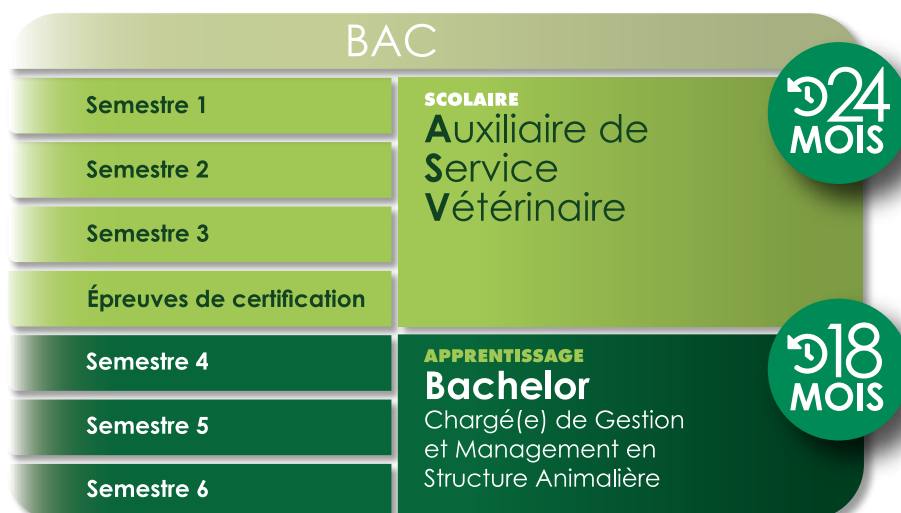 BAC
Semestre 1
Semestre 2
Semestre 3
Épreuves de certification
SCOLAIRE
Auxiliaire de
Service
Vétérinaire
24
MOIS
Semestre 4
Semestre 5
Semestre 6
APPRENTISSAGE
Bachelor
Chargé(e) de Gestion
et Management en
Structure Animalière
18
MOIS